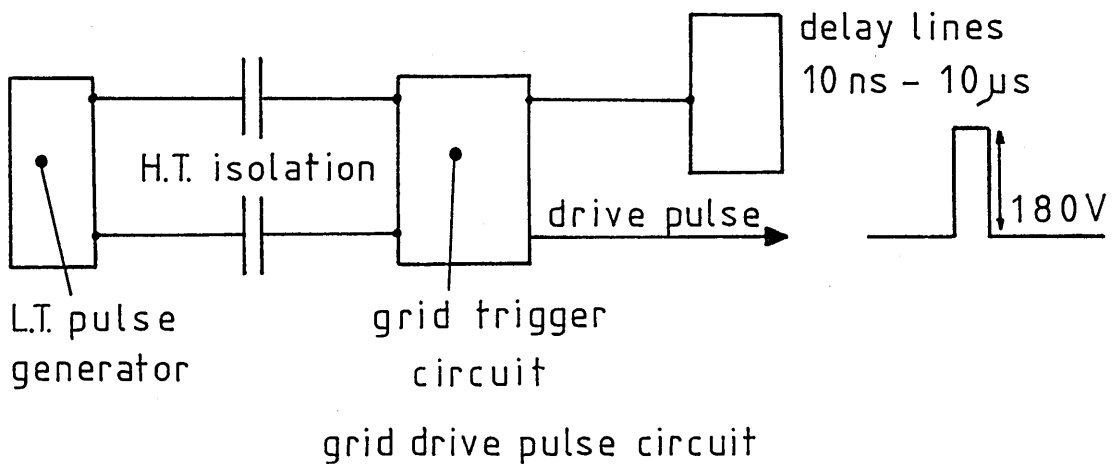 delay lines
10 ns - 10 µs
H.T. isolation
drive pulse
180V
L.T. pulse
generator
grid trigger
circuit
grid drive pulse circuit